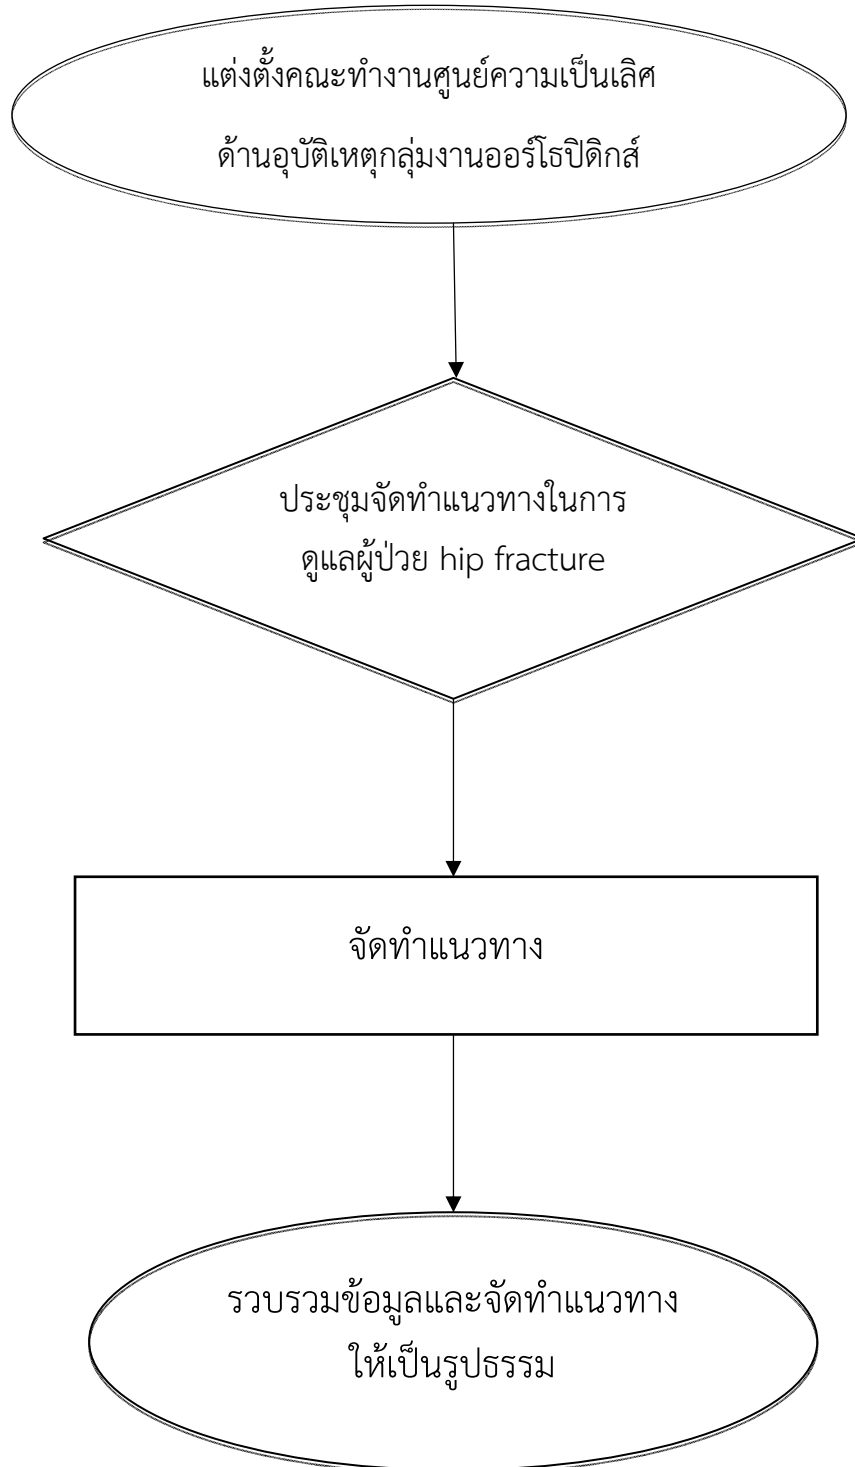 แต่งตั้งคณะทำงานศูนย์ความเป็นเลิศ
ด้านอุบัติเหตุกลุ่มงานออร์โธปิดิกส์
ประชุมจัดทำแนวทางในการ
ดูแลผู้ป่วย hip fracture
จัดทำแนวทาง
รวบรวมข้อมูลและจัดทำแนวทาง
ให้เป็นรูปธรรม